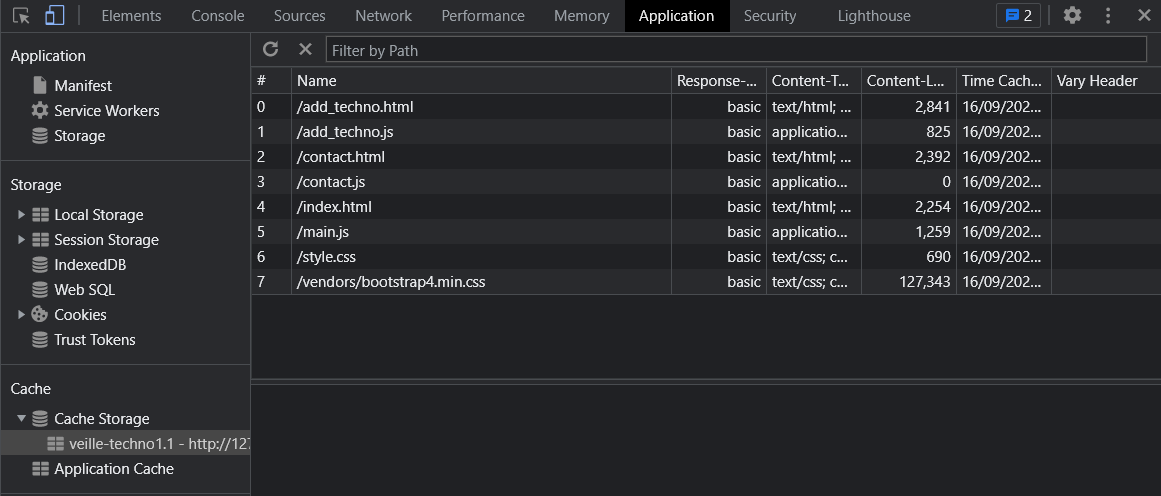 Elements Console Sources Network Performance Memory Application Security Lighthouse 2
Application
Manifest
Service Workers
Storage
Storage
Local Storage
Session Storage
IndexedDB
Web SQL
Cookies
Trust Tokens
Cache
Cache Storage
veille-techno1.1 - http://127
Application Cache
Filter by Path
# Name Response-... Content-T... Content-L... Time Cach... Vary Header
0 /add_techno.html basic text/html; ... 2,841 16/09/202...
1 /add_techno.js basic applicatio... 825 16/09/202...
2 /contact.html basic text/html; ... 2,392 16/09/202...
3 /contact.js basic applicatio... 0 16/09/202...
4 /index.html basic text/html; ... 2,254 16/09/202...
5 /main.js basic applicatio... 1,259 16/09/202...
6 /style.css basic text/css; c... 690 16/09/202...
7 /vendors/bootstrap4.min.css basic text/css; c... 127,343 16/09/202...